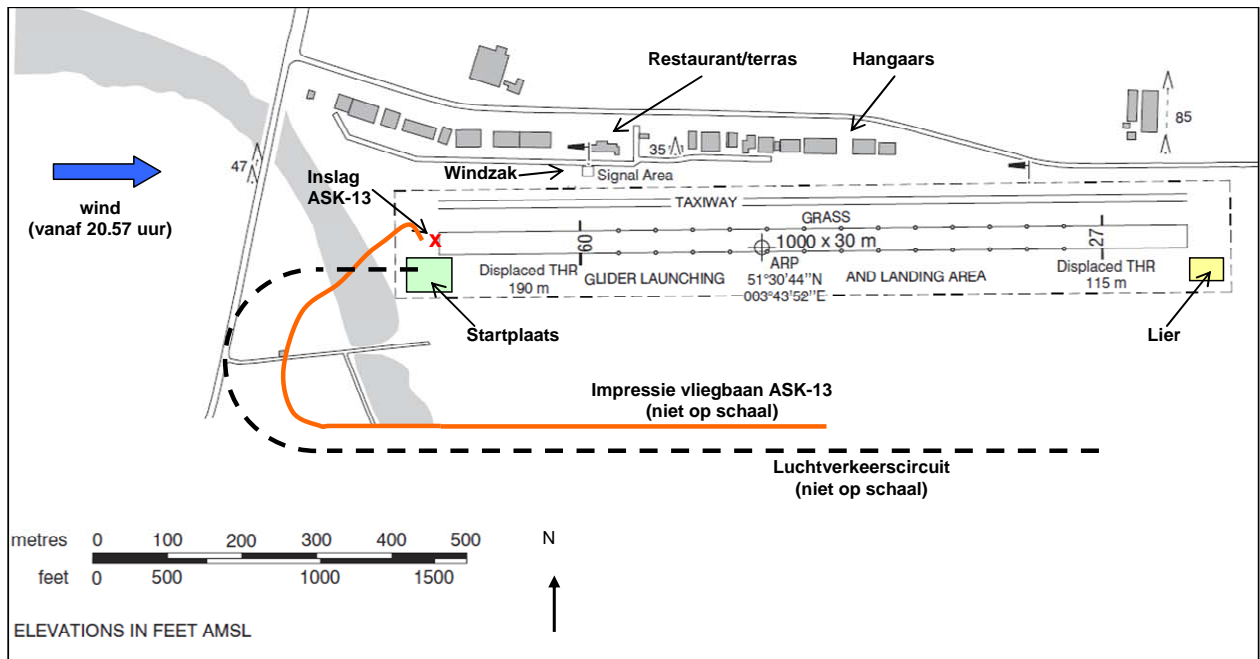 Restaurant/terras
Hangaars
85
47
35
Windzak
Signal Area
Inslag
ASK-13
wind
(vanaf 20.57 uur)
TAXIWAY
GRASS
09
1000 x 30 m
27
ARP
Displaced THR
190 m
GLIDER LAUNCHING
51°30'44''N
003°43'52''E
AND LANDING AREA
Displaced THR
115 m
Startplaats
Lier
Impressie vliegbaan ASK-13
(niet op schaal)
Luchtverkeerscircuit
(niet op schaal)
metres 0 100 200 300 400 500
feet 0 500 1000 1500
N
ELEVATIONS IN FEET AMSL